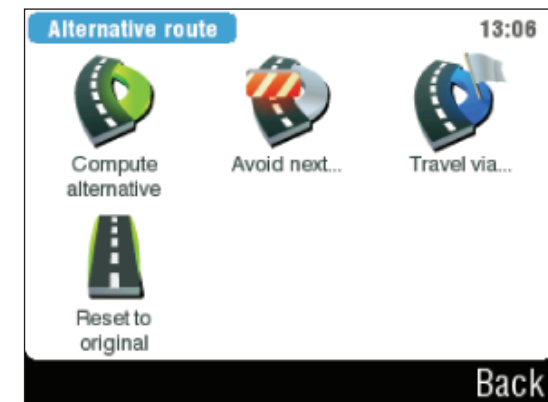 Alternative route
13:06
Compute
alternative
Avoid next...
Travel via...
Reset to
original
Back